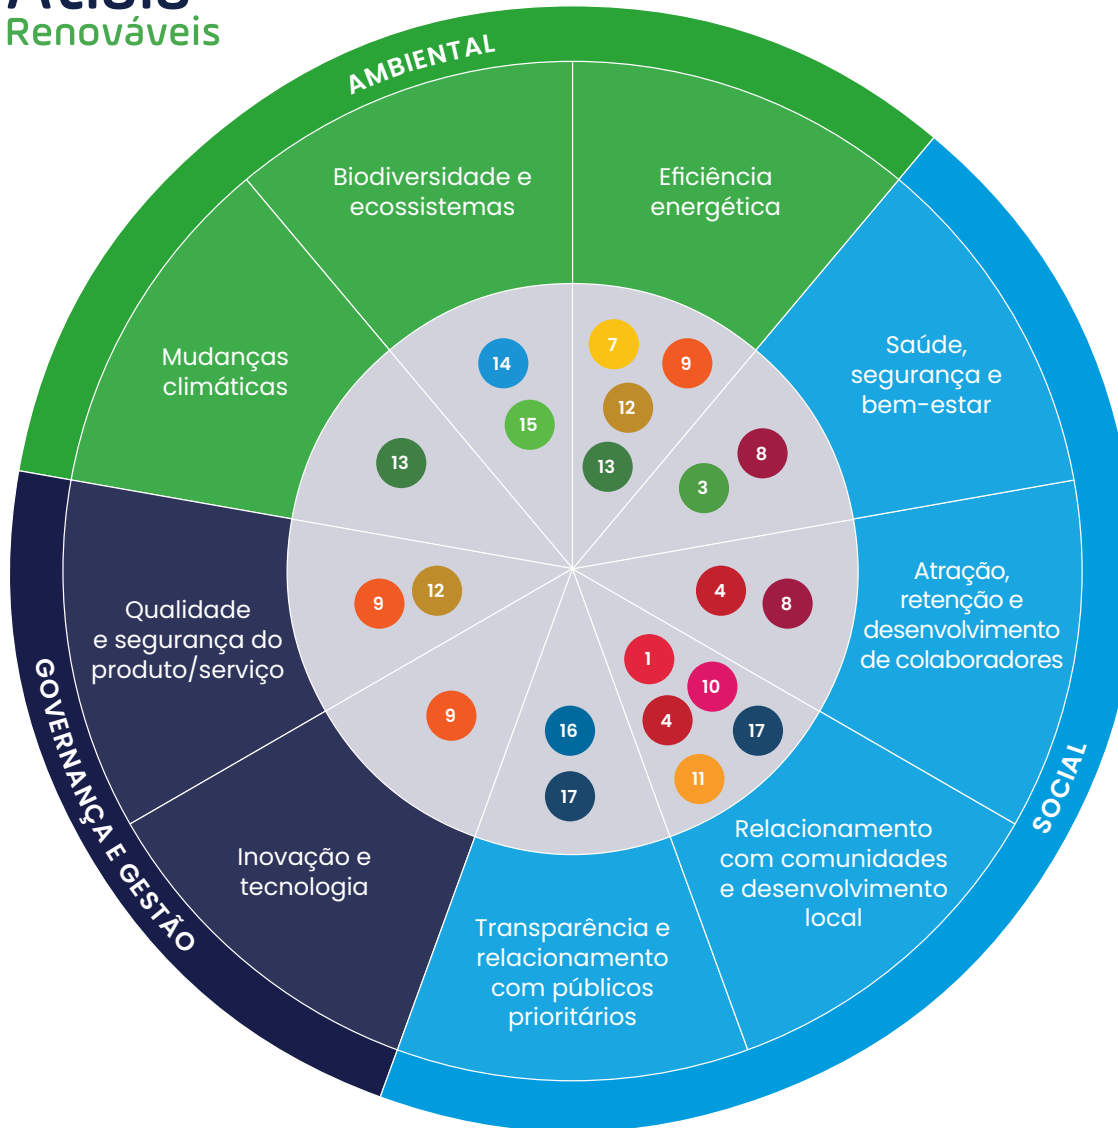 Renováveis
AMBIENTAL
Biodiversidade e
ecossistemas
Eficiência
energética
Mudanças
climáticas
Saúde,
segurança e
bem-estar
14
15
7
9
12
13
13
8
3
Qualidade
e segurança do
produto/serviço
9
12
4
8
Atração,
retenção e
desenvolvimento
de colaboradores
1
10
4
17
11
9
16
17
GOVERNANÇA E GESTÃO
SOCIAL
Inovação e
tecnologia
Transparência e
relacionamento
com públicos
prioritários
Relacionamento
com comunidades
e desenvolvimento
local